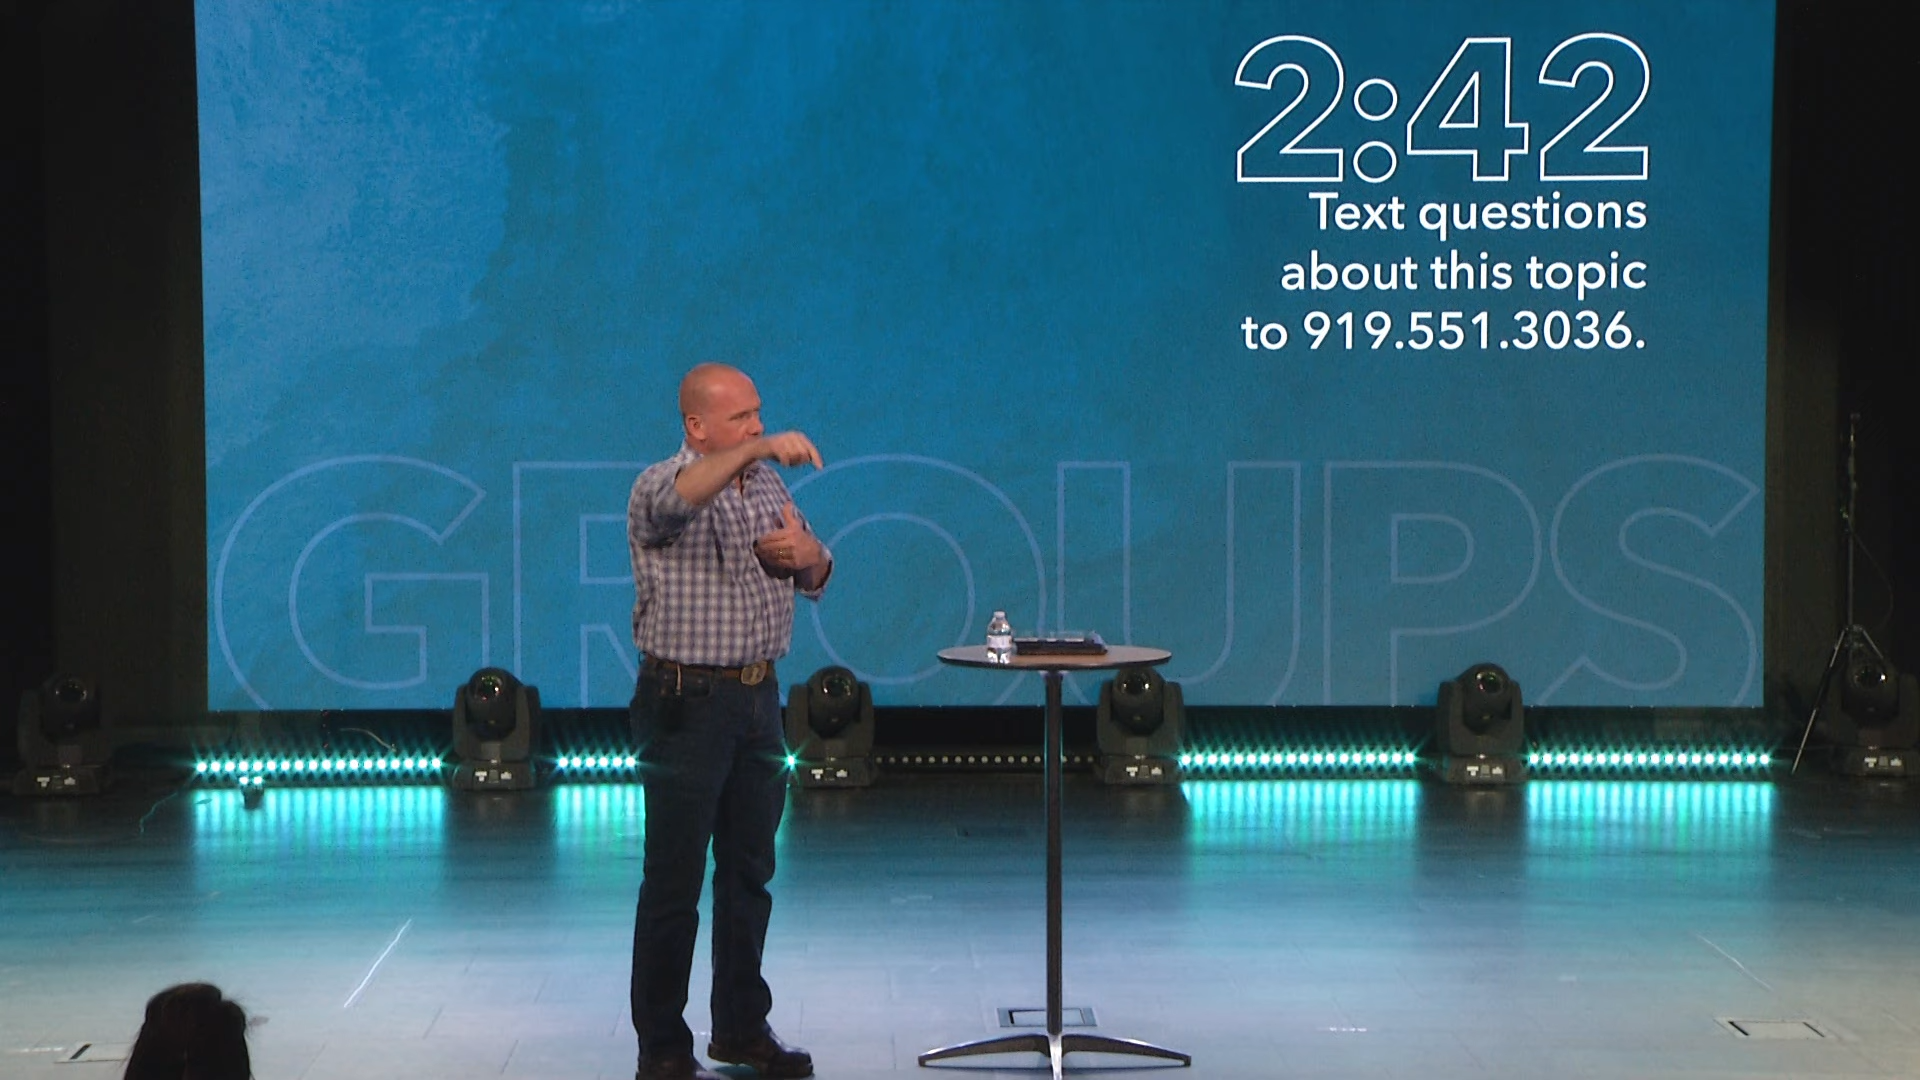 2:42
Text questions
about this topic
to 919.551.3036.
GROUPS